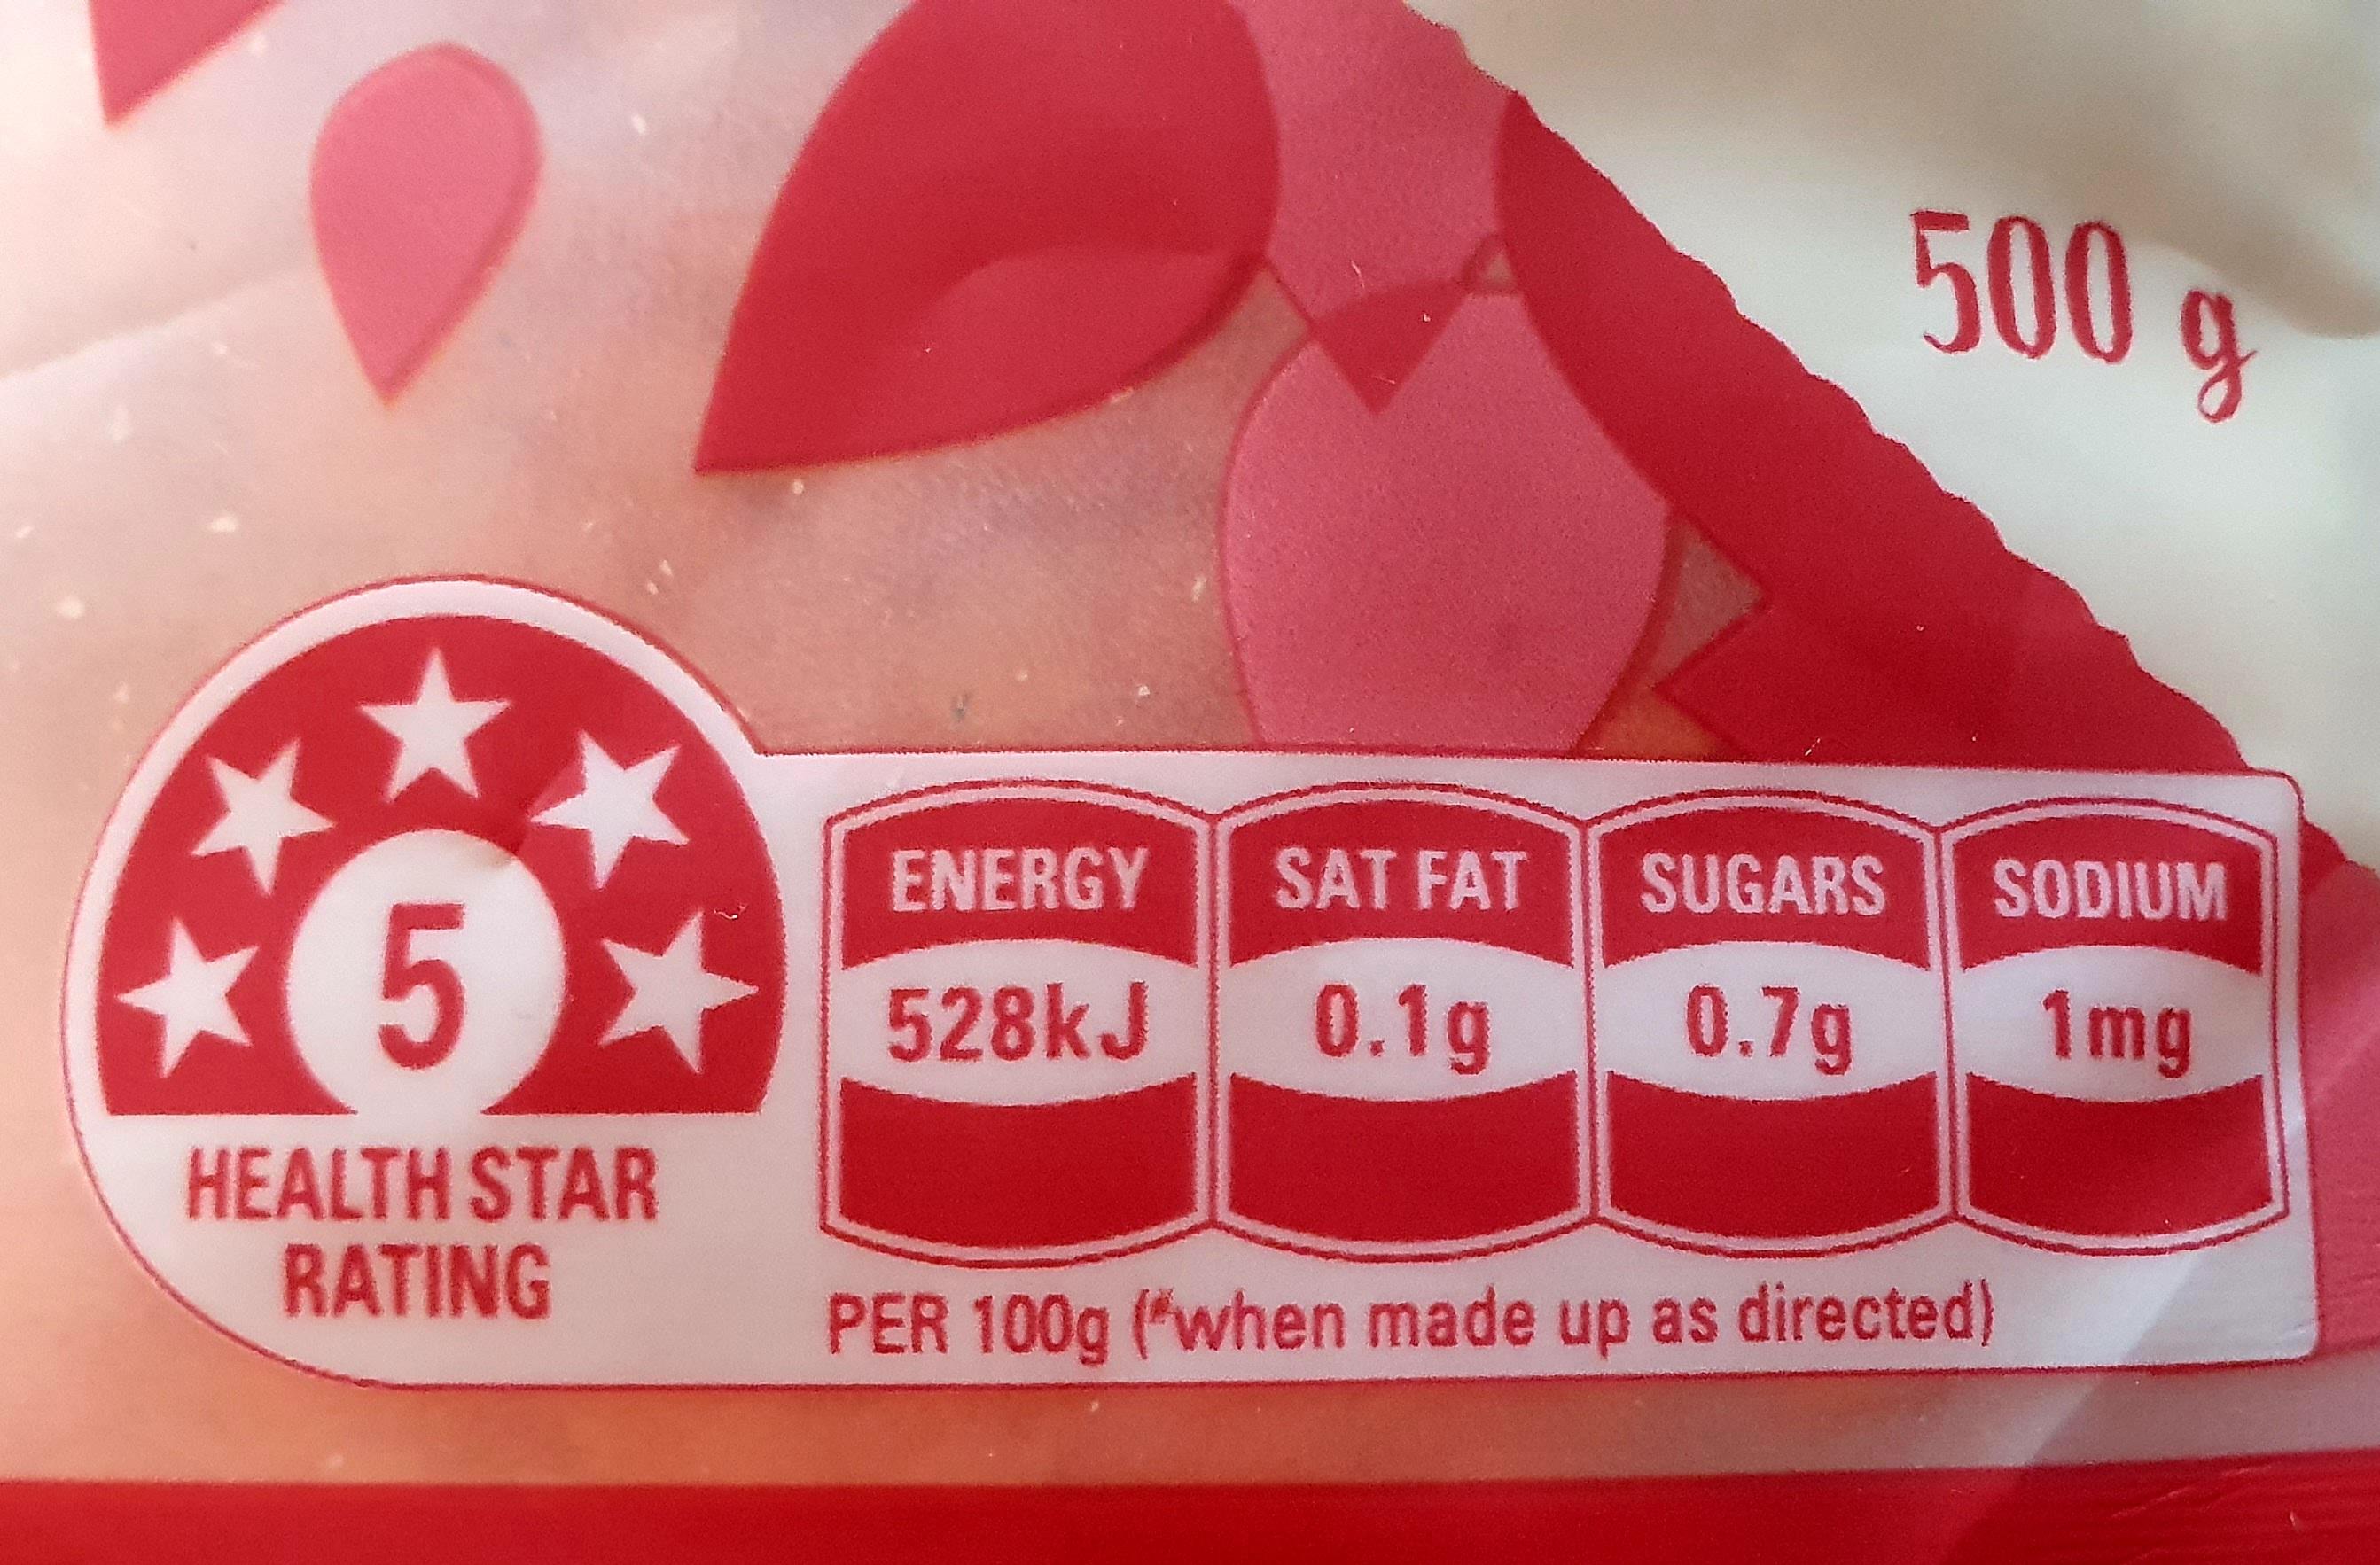 500 g
5
HEALTH STAR
RATING
ENERGY
528kJ
SAT FAT
0.1g
SUGARS
0.7g
SODIUM
1mg
PER 100g (#when made up as directed)